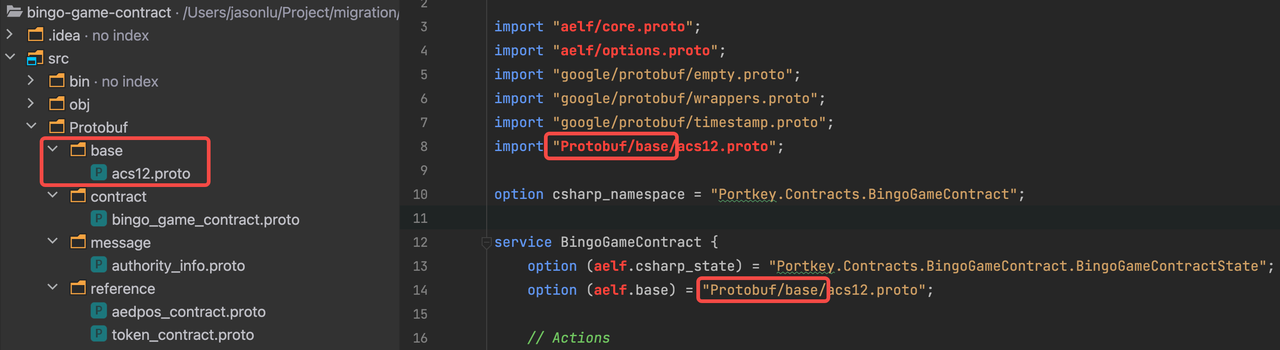 bingo-game-contract · /Users/jasonlu/Project/migration/
.idea · no index
src
bin · no index
obj
Protobuf
base
acs12.proto
contract
bingo_game_contract.proto
message
authority_info.proto
reference
aedpos_contract.proto
token_contract.proto
2
3 import "aelf/core.proto";
4 import "aelf/options.proto";
5 import "google/protobuf/empty.proto";
6 import "google/protobuf/wrappers.proto";
7 import "google/protobuf/timestamp.proto";
8 import "Protobuf/base/acs12.proto";
9
10 option csharp_namespace = "Portkey.Contracts.BingoGameContract";
11
12 service BingoGameContract {
13 option (aelf.csharp_state) = "Portkey.Contracts.BingoGameContract.BingoGameContractState";
14 option (aelf.base) = "Protobuf/base/acs12.proto";
15
16 // Actions